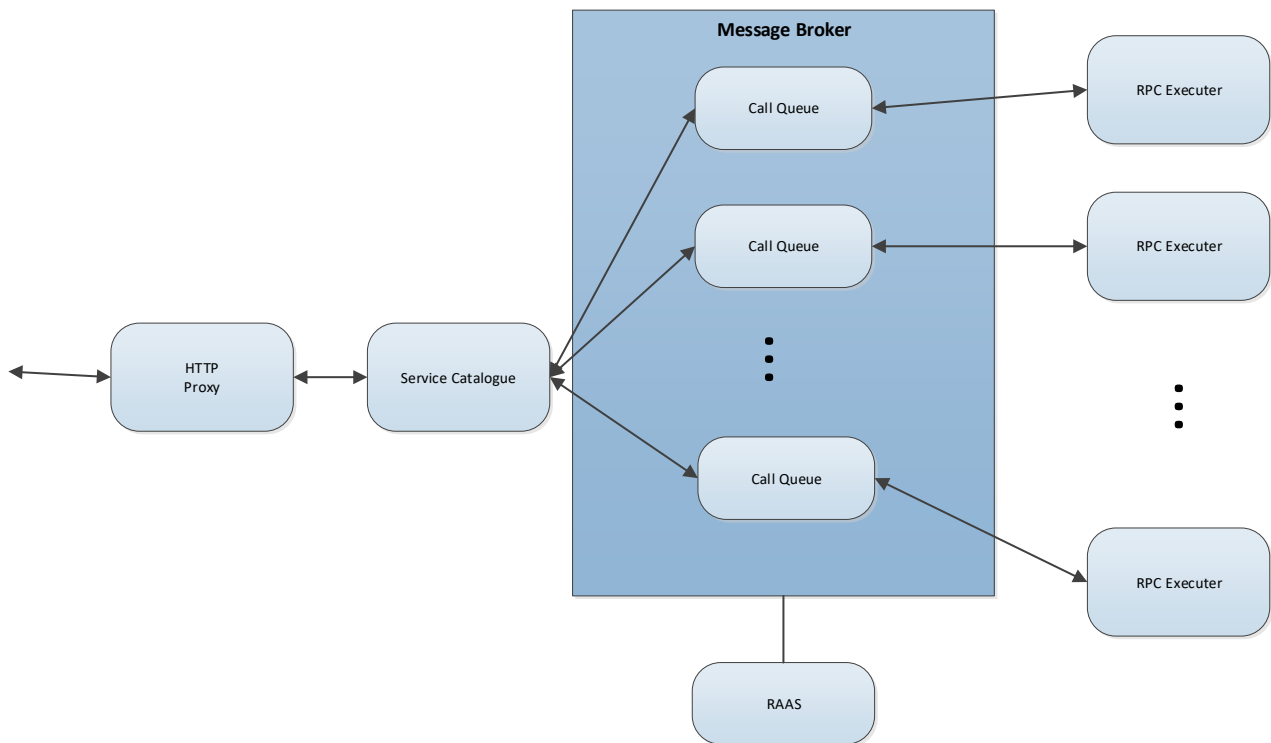 Message Broker
Call Queue
RPC Executer
Call Queue
RPC Executer
HTTP
Proxy
Service Catalogue
Call Queue
RPC Executer
RAAS